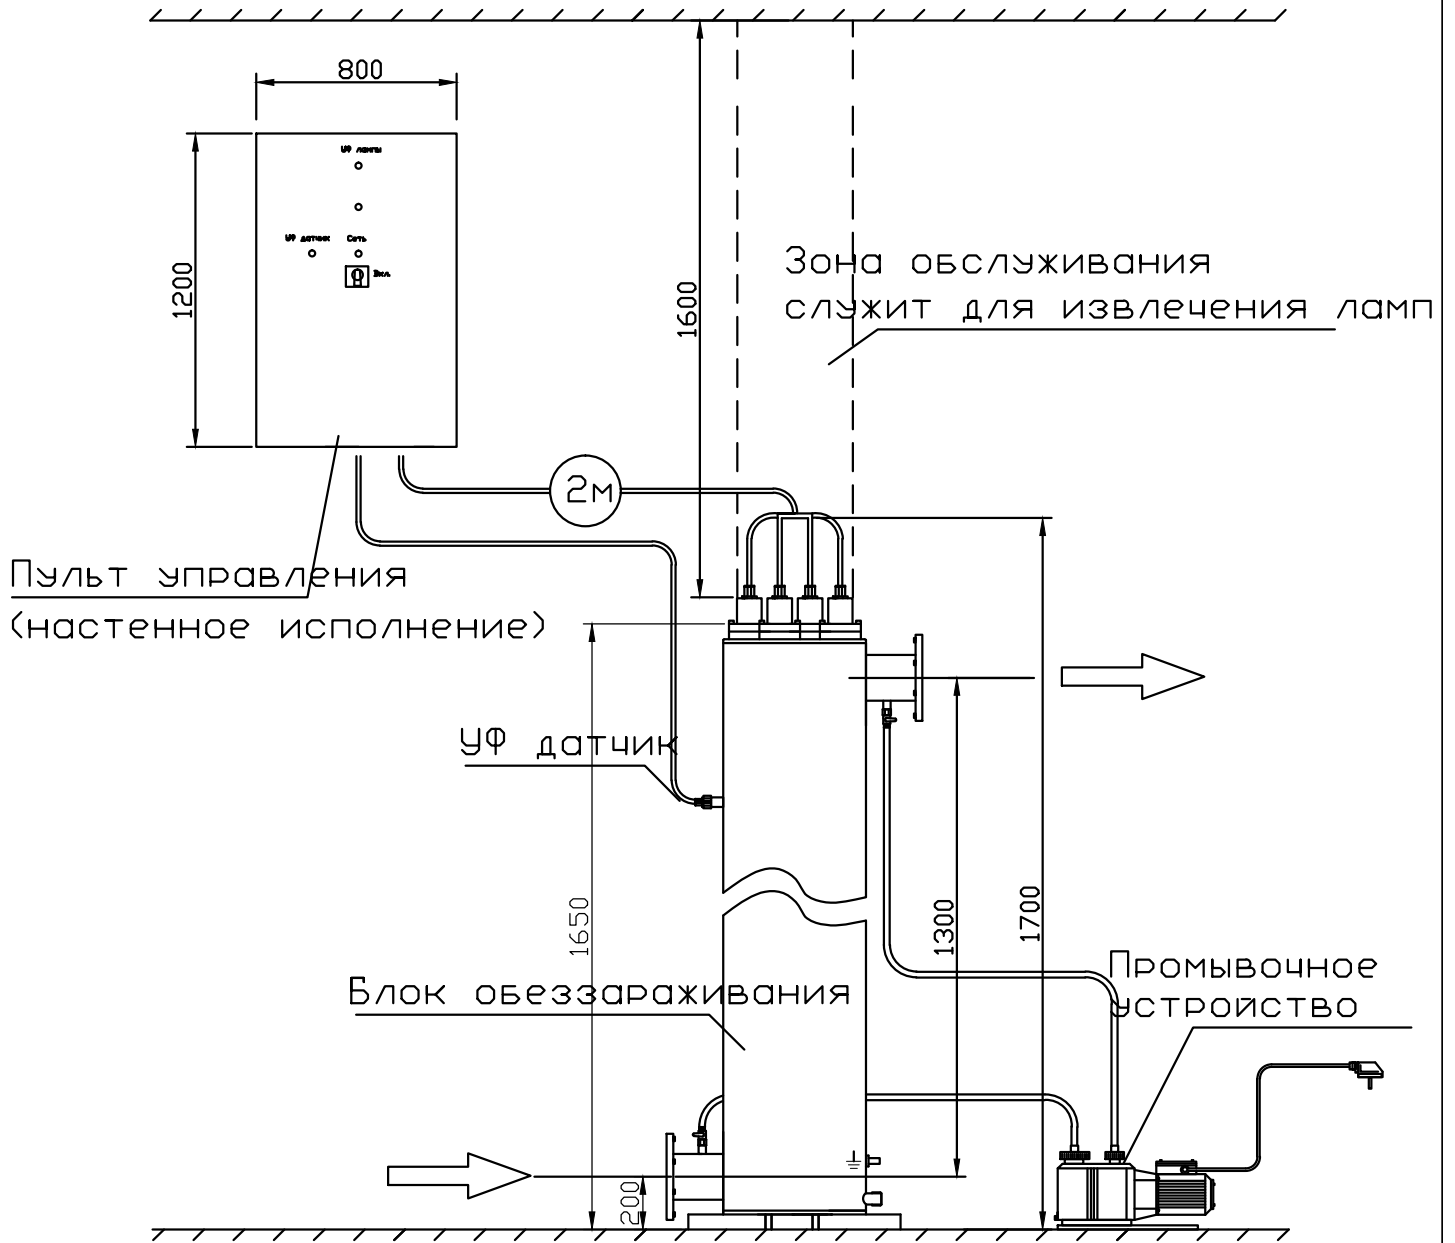 800
УФ лампы
УФ датчик
Сеть
Вкл.
1200
1600
Зона обслуживания
служит для извлечения ламп
2м
Пульт управления
(настенное исполнение)
УФ датчик
1650
1300
1700
Блок обеззараживания
Промывочное
устройство
200